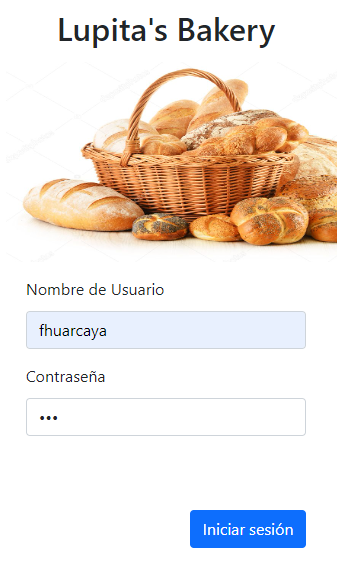 Lupita's Bakery
Nombre de Usuario
fhuarcaya
Contraseña
•••
Iniciar sesión